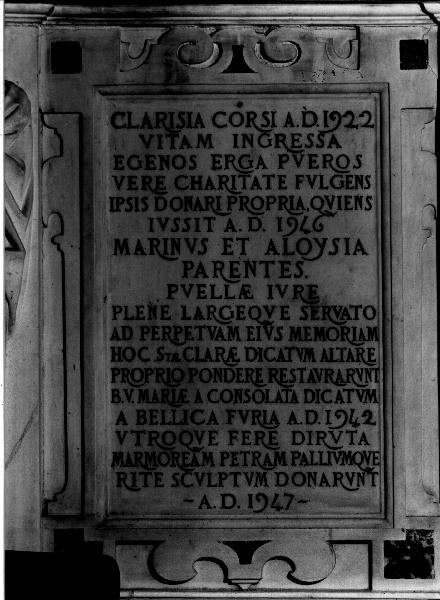 CLARISIA CORSI A.D. 1922
VITAM INGRESSA
EGENOS ERGA PVEROS
VERE CHARITATE FVLGENS
IPSIS DONARI PROPRIA, QVIENS
IVSSIT A.D. 1946
MARINVS ET ALOYSIA
PARENTES.
PVELLÆ IVRE
PLENE LARGEQVE SERVATO
AD PERPETVAM EIVS MEMORIAM
HOC STÆ CLARÆ DICATVM ALTARE
PROPRIO PONDERE RESTAVRARVNT
B.V. MARIÆ A CONSOLATA DICATVM
A BELLICA FVRIA A.D. 1942
VTROQVE FERE DIRVTA
MARMOREAM PETRAM PALLIVMQVE
RITE SCVLPTVM DONARVNT
~A.D. 1947~